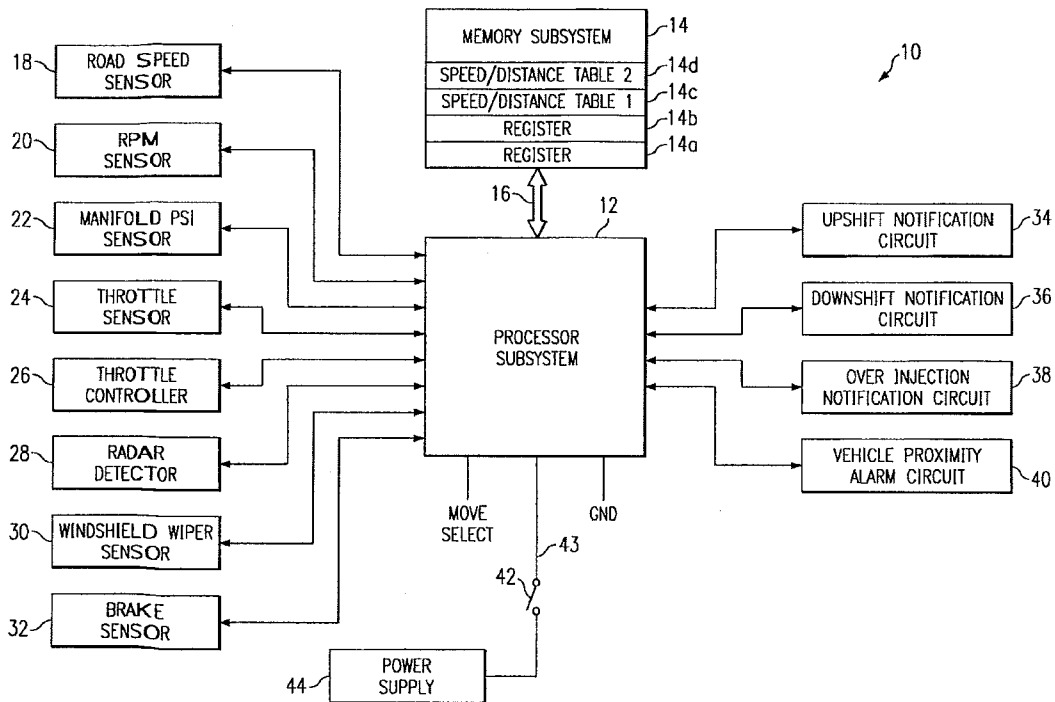 MEMORY SUBSYSTEM
14
SPEED/DISTANCE TABLE 2
14d
SPEED/DISTANCE TABLE 1
14c
REGISTER
14b
REGISTER
14a
10
18
ROAD SPEED
SENSOR
20
RPM
SENSOR
22
MANIFOLD PSI
SENSOR
24
THROTTLE
SENSOR
26
THROTTLE
CONTROLLER
28
RADAR
DETECTOR
30
WINDSHIELD WIPER
SENSOR
32
BRAKE
SENSOR
16
12
PROCESSOR
SUBSYSTEM
MOVE
SELECT
GND
43
42
44
POWER
SUPPLY
UPSHIFT NOTIFICATION
CIRCUIT
34
DOWNSHIFT NOTIFICATION
CIRCUIT
36
OVER INJECTION
NOTIFICATION CIRCUIT
38
VEHICLE PROXIMITY
ALARM CIRCUIT
40